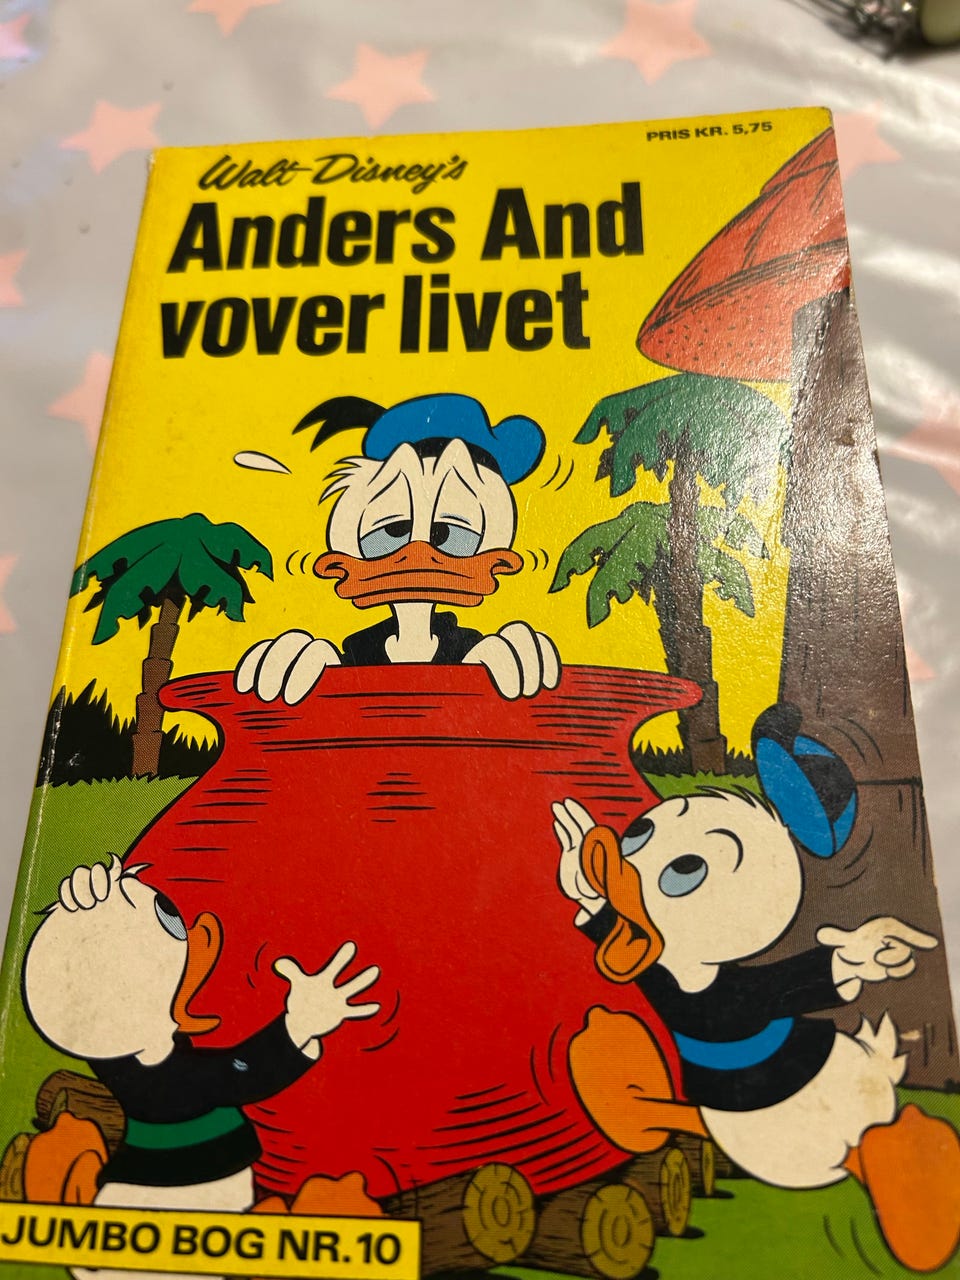 PRIS KR. 5,75
Walt Disney's
Anders And
vover livet
JUMBO BOG NR. 10